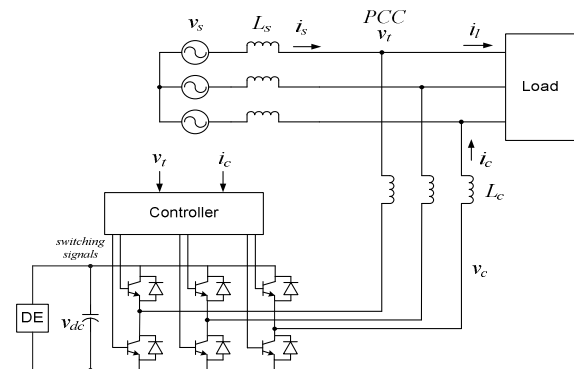 PCC
v_s
L_s
i_s
v_t
i_l
Load
v_t
i_c
i_c
L_c
Controller
switching
signals
v_c
DE
v_dc